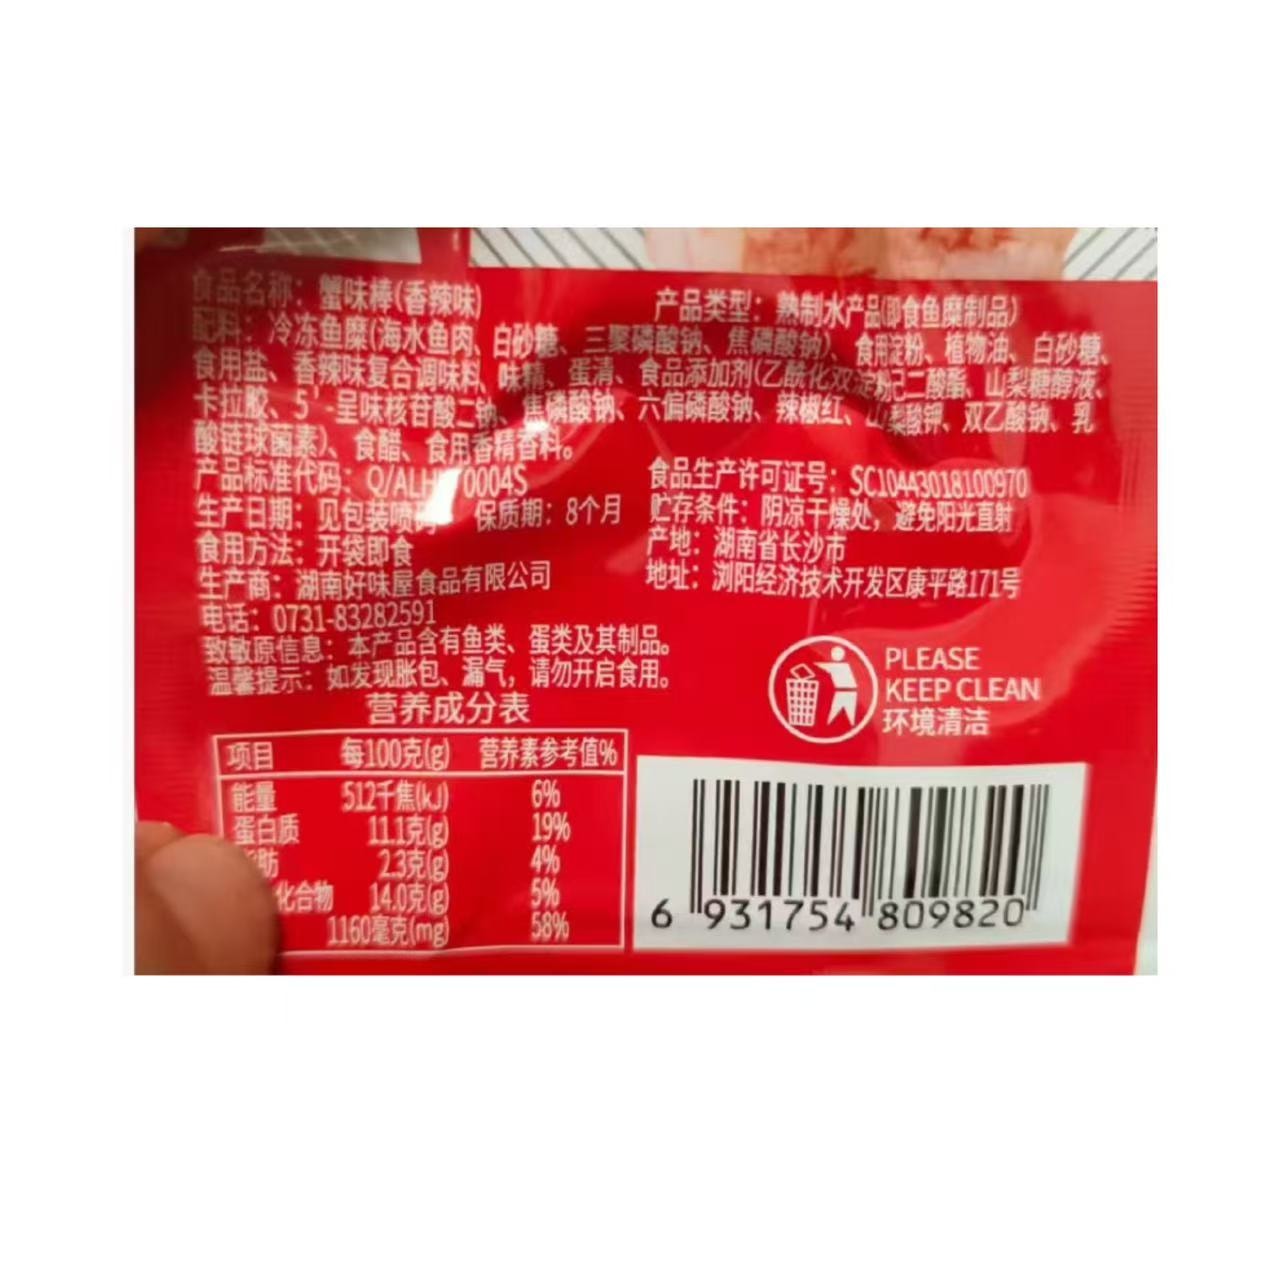 食品名称：蟹味棒(香辣味) 产品类型：熟制水产品(即食鱼糜制品)
配料：冷冻鱼糜(海水鱼肉、白砂糖、三聚磷酸钠、焦磷酸钠)、食用淀粉、植物油、白砂糖、
食用盐、香辣味复合调味料、味精、蛋清、食品添加剂(乙酰化双淀粉己二酸酯、山梨糖醇液、
卡拉胶、5'-呈味核苷酸二钠、焦磷酸钠、六偏磷酸钠、辣椒红、山梨酸钾、双乙酸钠、乳
酸链球菌素)、食醋、食用香精香料。
产品标准代码：Q/AL 0004S 食品生产许可证号：SC10443018100970
生产日期：见包装喷 保质期：8个月 贮存条件：阴凉干燥处，避免阳光直射
食用方法：开袋即食 产地：湖南省长沙市
生产商：湖南好味屋食品有限公司 地址：浏阳经济技术开发区康平路171号
电话：0731-83282591
致敏原信息：本产品含有鱼类、蛋类及其制品。
温馨提示：如发现胀包、漏气，请勿开启食用。
PLEASE
KEEP CLEAN
环境清洁
营养成分表
项目 每100克(g) 营养素参考值%
能量 512千焦(kJ) 6%
蛋白质 11.1克(g) 19%
肪 2.3克(g) 4%
化合物 14.0克(g) 5%
1160毫克(mg) 58%
6 931754 809820